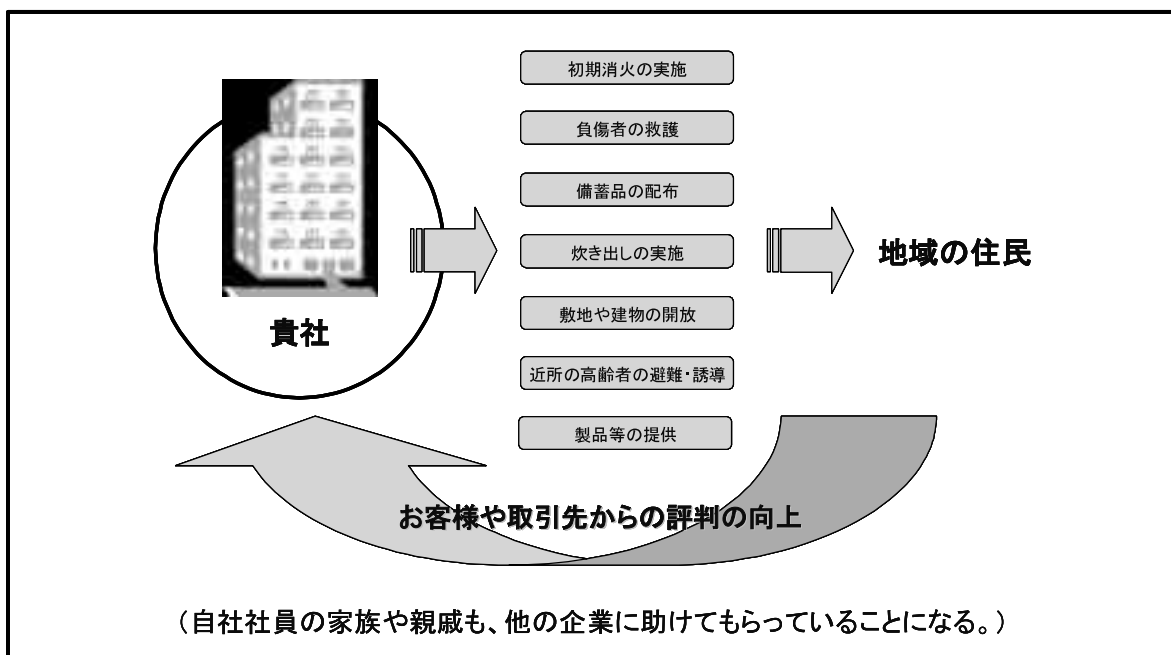 初期消火の実施
負傷者の救護
備蓄品の配布
炊き出しの実施
敷地や建物の開放
近所の高齢者の避難・誘導
製品等の提供
貴社
地域の住民
お客様や取引先からの評判の向上
（自社社員の家族や親戚も、他の企業に助けてもらっていることになる。）